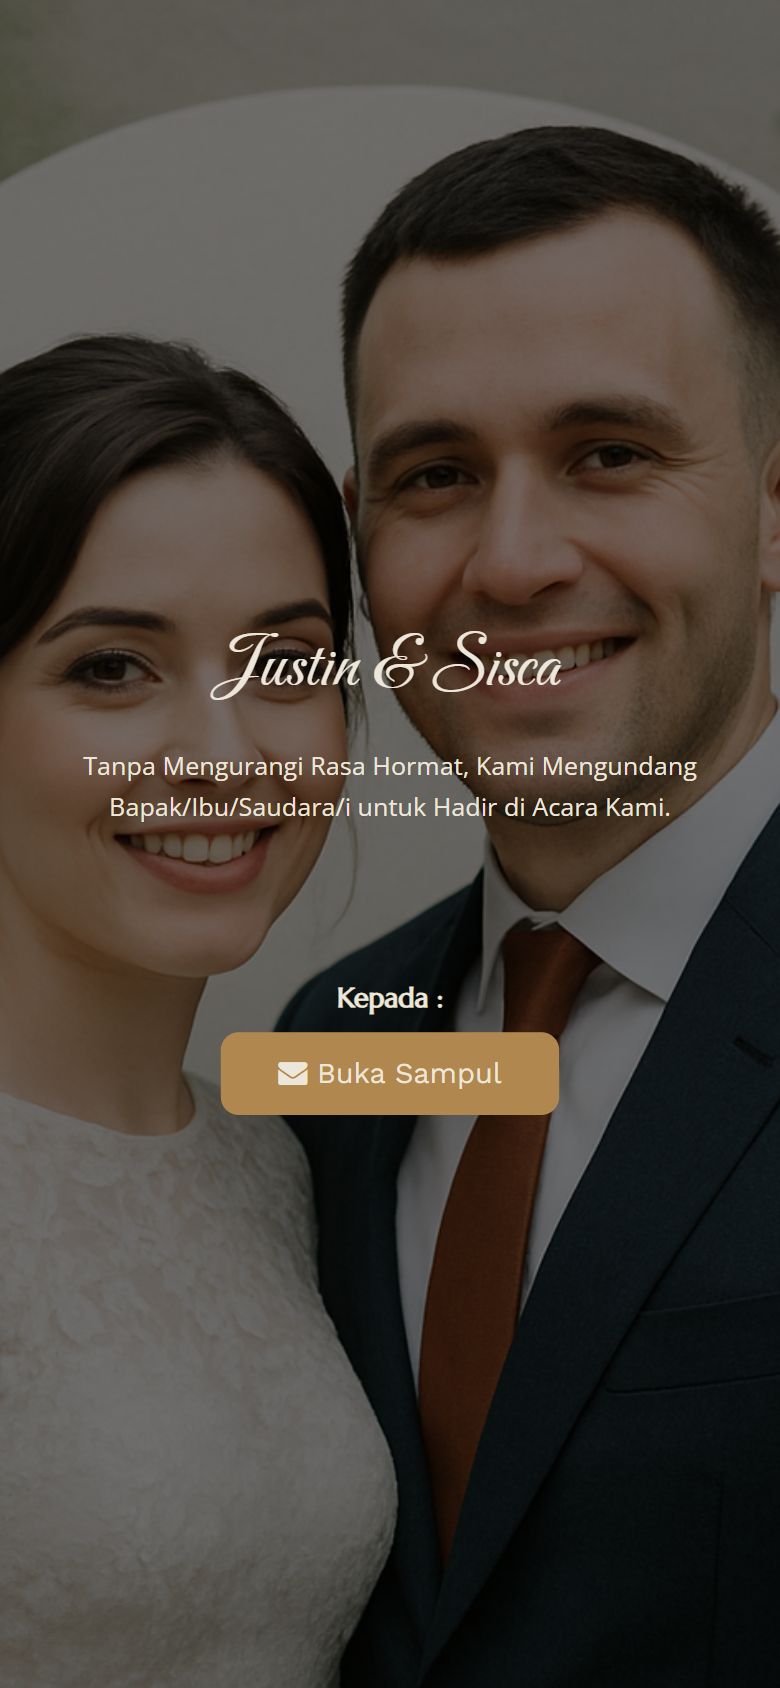 Justin & Sisca
Tanpa Mengurangi Rasa Hormat, Kami Mengundang
Bapak/Ibu/Saudara/i untuk Hadir di Acara Kami.
Kepada :
Buka Sampul